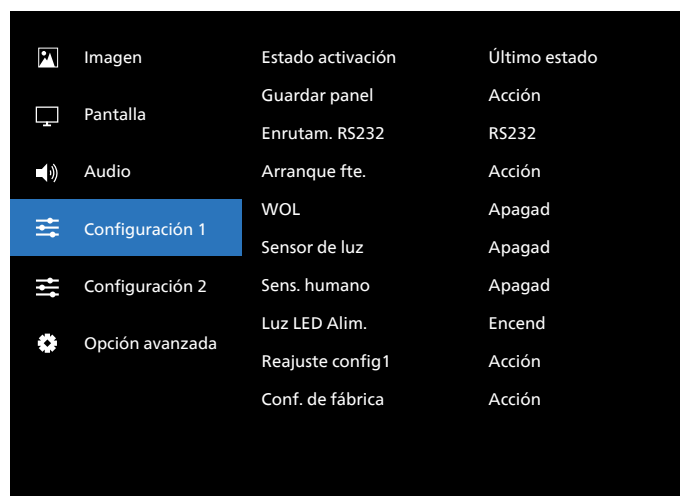 Imagen
Pantalla
Audio
Configuración 1
Configuración 2
Opción avanzada
Estado activación Último estado
Guardar panel Acción
Enrutam. RS232 RS232
Arranque fte. Acción
WOL Apagad
Sensor de luz Apagad
Sens. humano Apagad
Luz LED Alim. Encend
Reajuste config1 Acción
Conf. de fábrica Acción